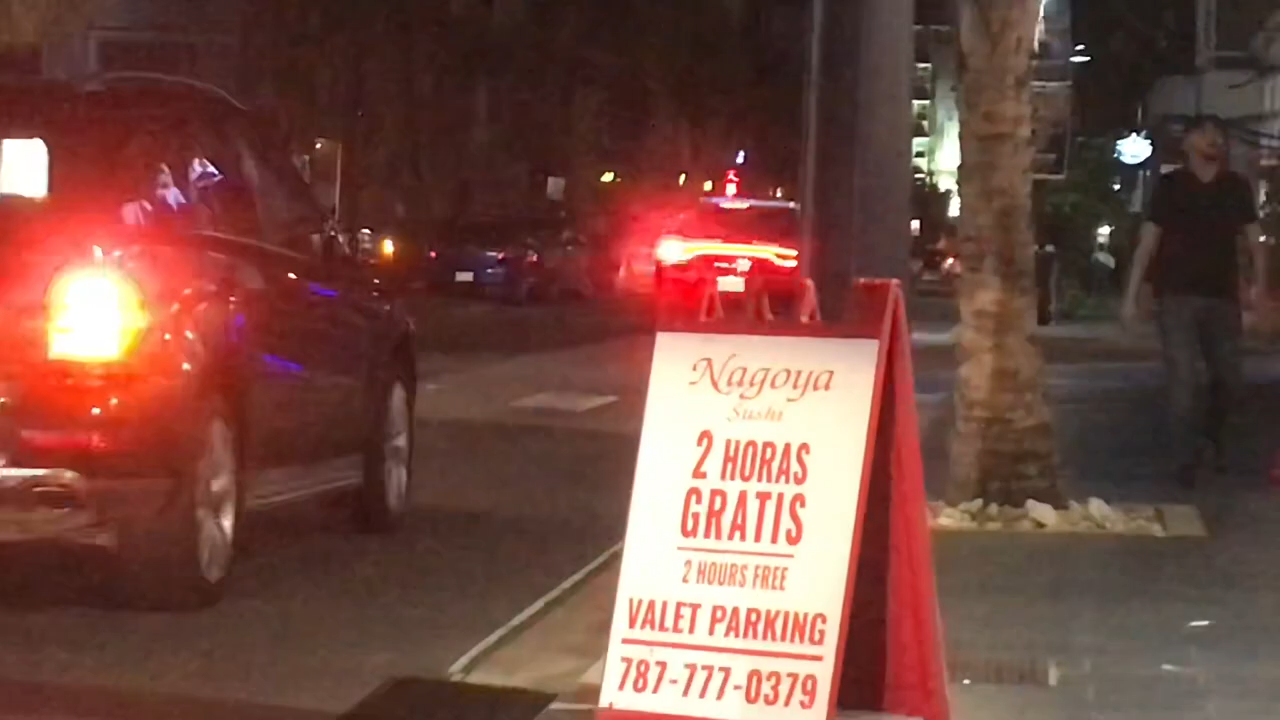 Nagoya
Sushi
2 HORAS
GRATIS
2 HOURS FREE
VALET PARKING
787-777-0379